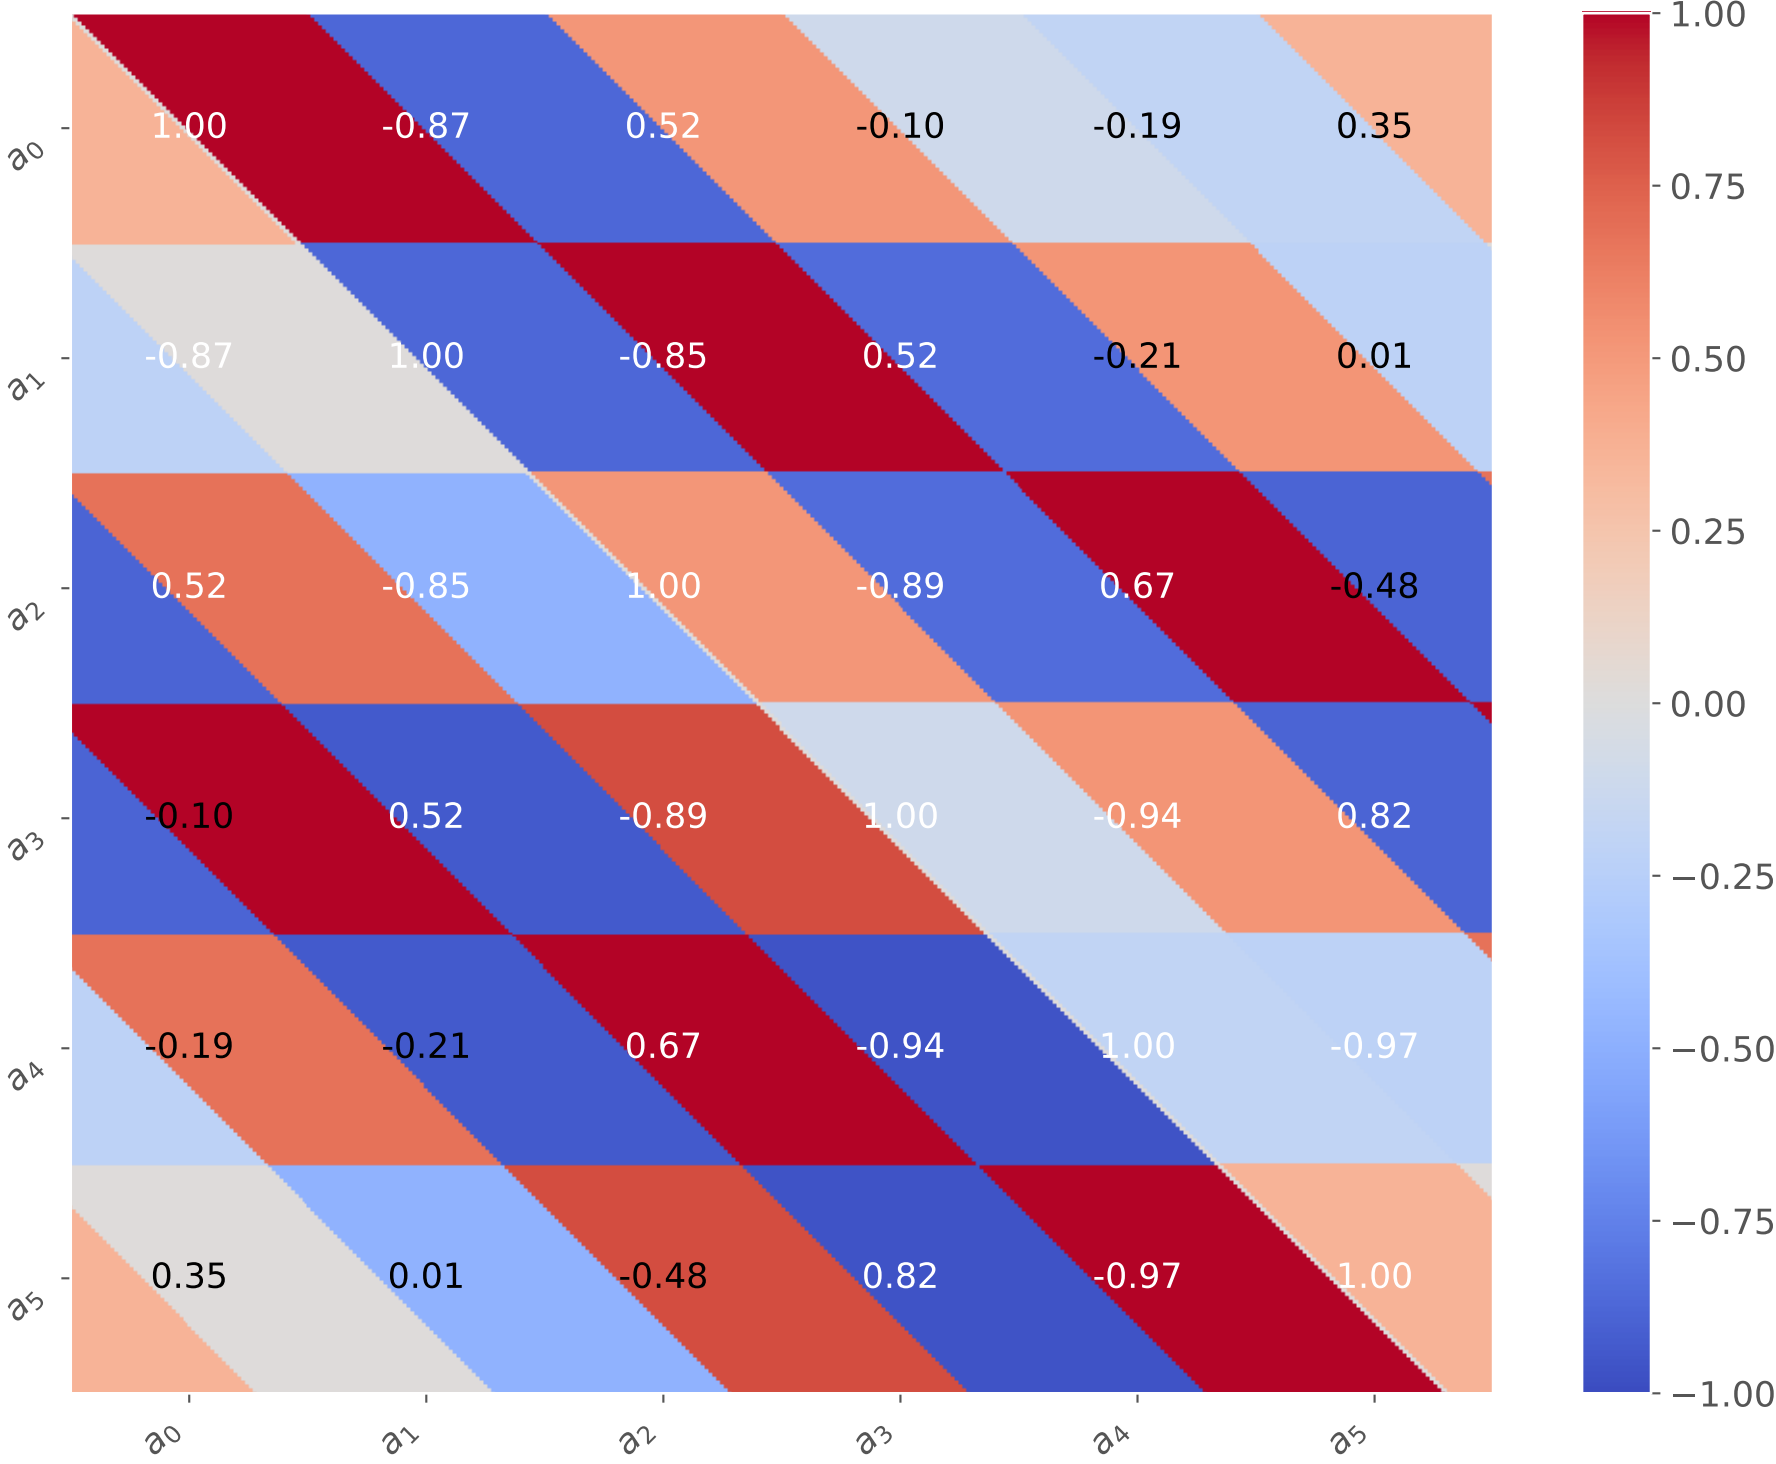 1.00
a0 1.00 -0.87 0.52 -0.10 -0.19 0.35
0.75
a1 -0.87 1.00 -0.85 0.52 -0.21 0.01
0.50
0.25
a2 0.52 -0.85 1.00 -0.89 0.67 -0.48
0.00
a3 -0.10 0.52 -0.89 1.00 -0.94 0.82
−0.25
a4 -0.19 -0.21 0.67 -0.94 1.00 -0.97
−0.50
−0.75
a5 0.35 0.01 -0.48 0.82 -0.97 1.00
−1.00
a0 a1 a2 a3 a4 a5